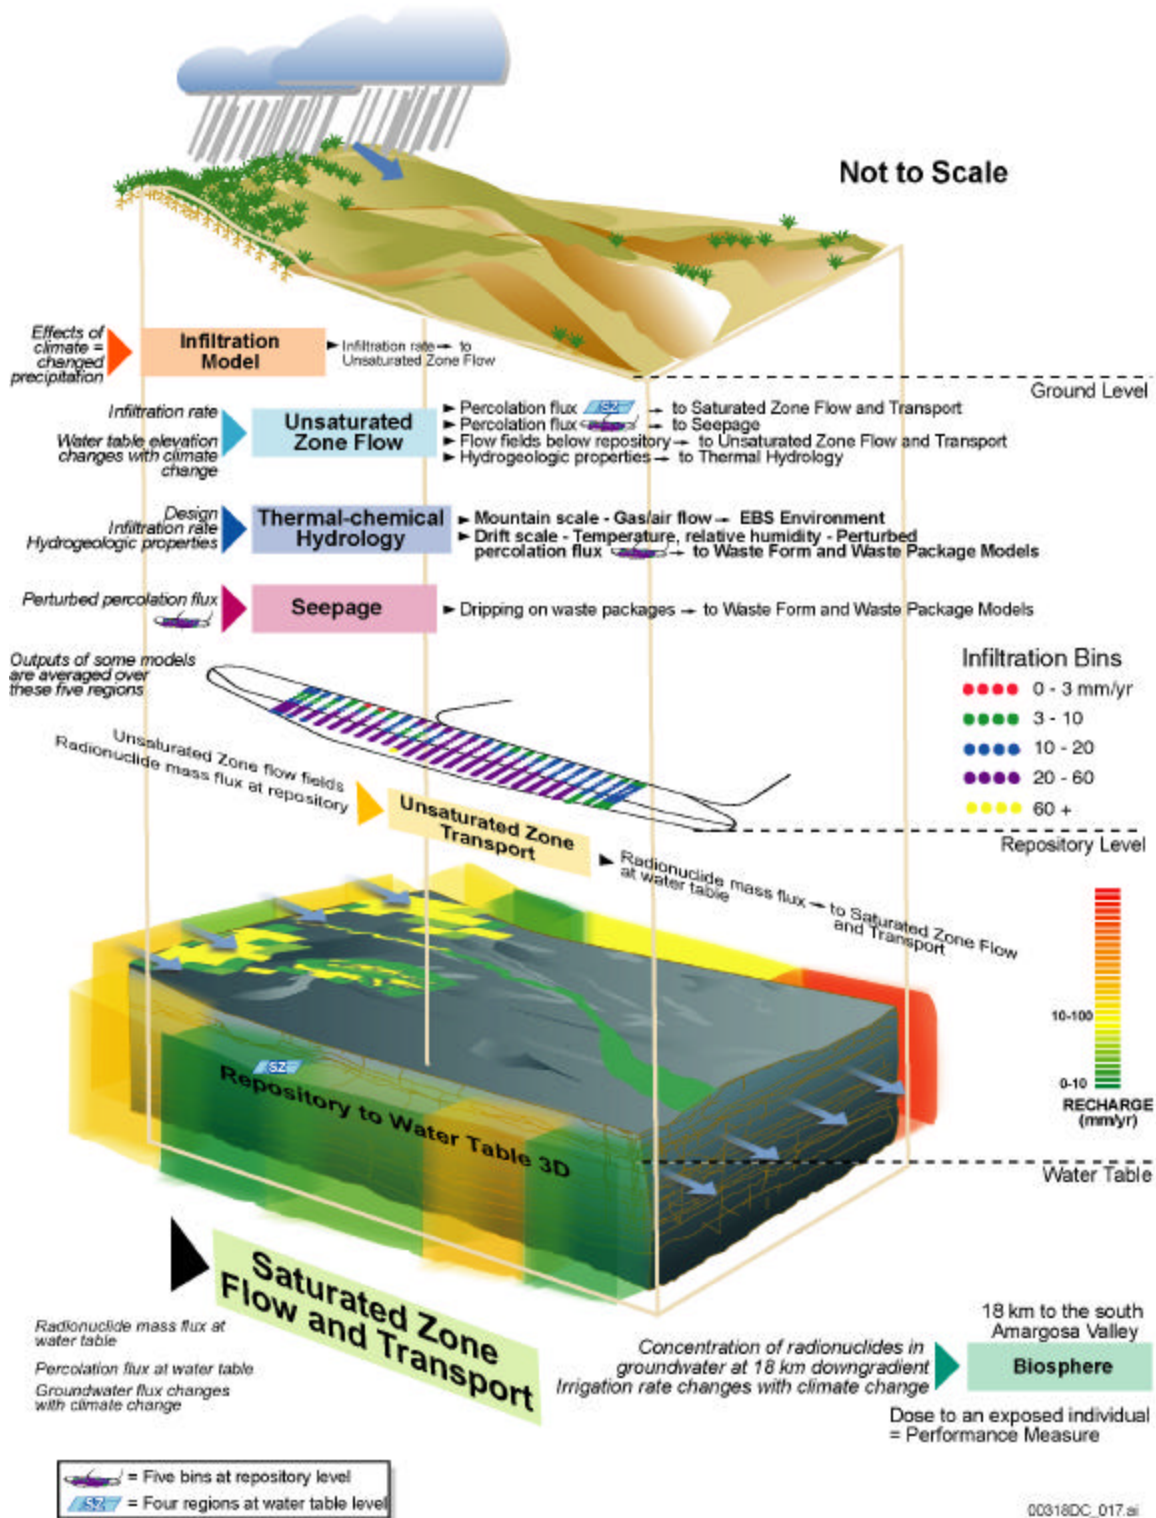 Not to Scale
Effects of
climate =
changed
precipitation
Infiltration
Model
Infiltration rate → to
Unsaturated Zone Flow
Ground Level
Infiltration rate
Water table elevation
changes with climate
change
Unsaturated
Zone Flow
Percolation flux SZ → to Saturated Zone Flow and Transport
Percolation flux → to Seepage
Flow fields below repository → to Unsaturated Zone Flow and Transport
Hydrogeologic properties → to Thermal Hydrology
Design
Infiltration rate
Hydrogeologic properties
Thermal-chemical
Hydrology
Mountain scale - Gas/air flow → EBS Environment
Drift scale - Temperature, relative humidity - Perturbed
percolation flux → to Waste Form and Waste Package Models
Perturbed percolation flux
Seepage
Dripping on waste packages → to Waste Form and Waste Package Models
Outputs of some models
are averaged over
these five regions
Infiltration Bins
0 - 3 mm/yr
3 - 10
10 - 20
20 - 60
60 +
Unsaturated Zone flow fields
Radionuclide mass flux at repository
Unsaturated Zone
Transport
Repository Level
Radionuclide mass flux → to Saturated Zone Flow
at water table and Transport
10-100
0-10
RECHARGE
(mm/yr)
SZ
Repository to Water Table 3D
Water Table
Saturated Zone
Flow and Transport
Radionuclide mass flux at
water table
Percolation flux at water table
Groundwater flux changes
with climate change
Concentration of radionuclides in
groundwater at 18 km downgradient
Irrigation rate changes with climate change
18 km to the south
Amargosa Valley
Biosphere
Dose to an exposed individual
= Performance Measure
= Five bins at repository level
SZ = Four regions at water table level
00318DC_017.ai